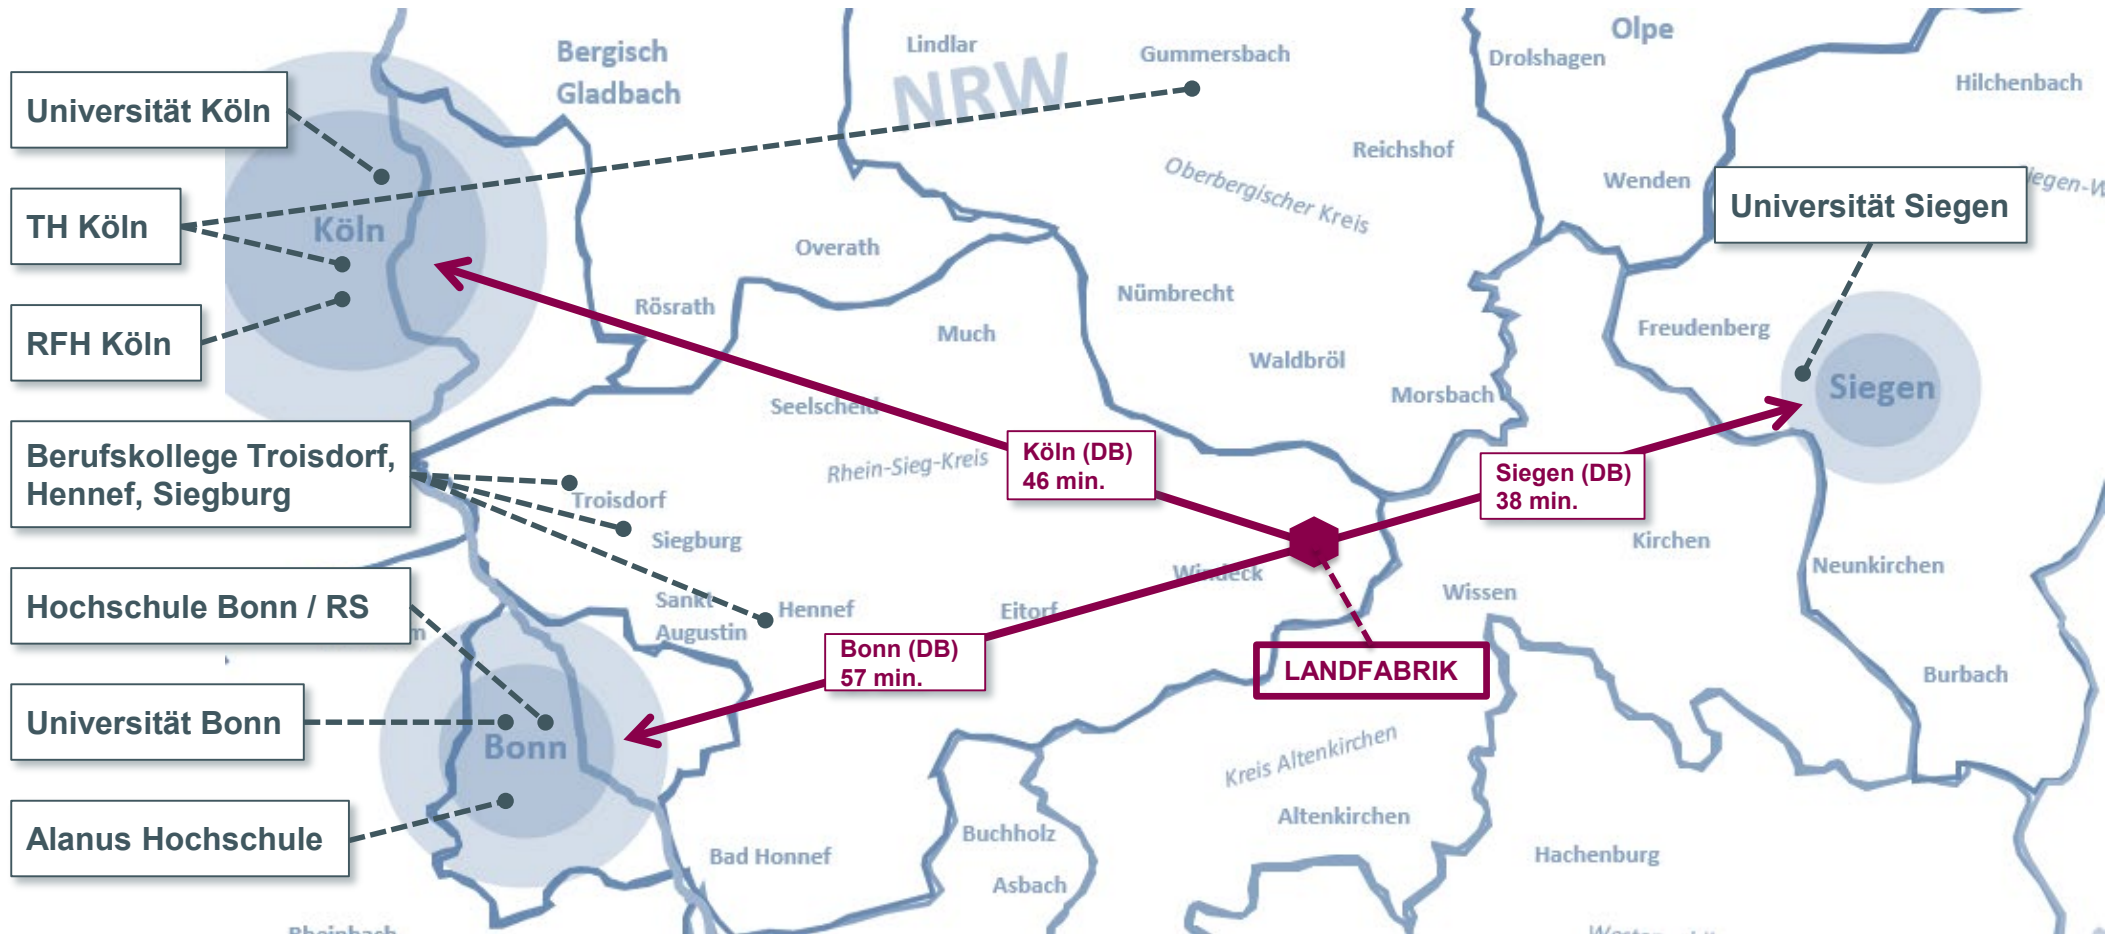 Universität Köln
TH Köln
RFH Köln
Berufskollege Troisdorf,
Hennef, Siegburg
Hochschule Bonn / RS
Universität Bonn
Alanus Hochschule
Universität Siegen
Köln (DB)
46 min.
Siegen (DB)
38 min.
Bonn (DB)
57 min.
LANDFABRIK
NRW
Bergisch
Gladbach
Lindlar
Gummersbach
Drolshagen
Olpe
Hilchenbach
Reichshof
Oberbergischer Kreis
Wenden
Köln
Overath
Rösrath
Nümbrecht
Much
Freudenberg
Waldbröl
Morsbach
Siegen
Seelscheid
Rhein-Sieg-Kreis
Troisdorf
Siegburg
Kirchen
Neunkirchen
Windeck
Wissen
Sankt
Augustin
Hennef
Eitorf
Burbach
Bonn
Kreis Altenkirchen
Altenkirchen
Buchholz
Bad Honnef
Asbach
Hachenburg